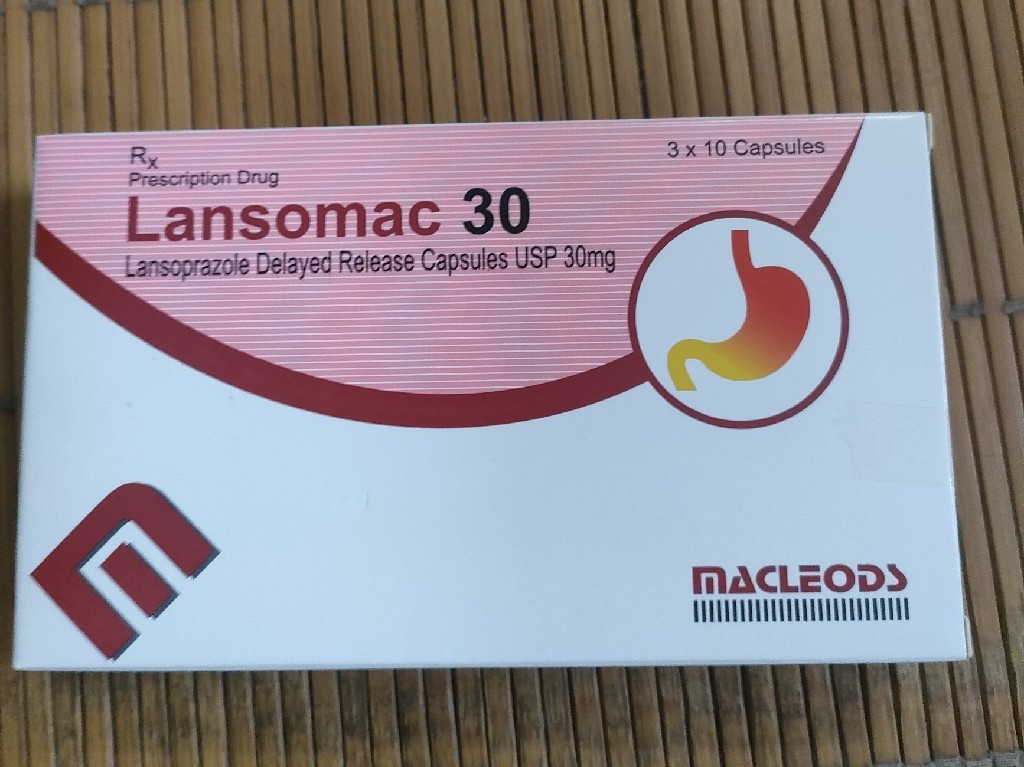 Rx
Prescription Drug
3 x 10 Capsules
Lansomac 30
Lansoprazole Delayed Release Capsules USP 30mg
MACLEODS